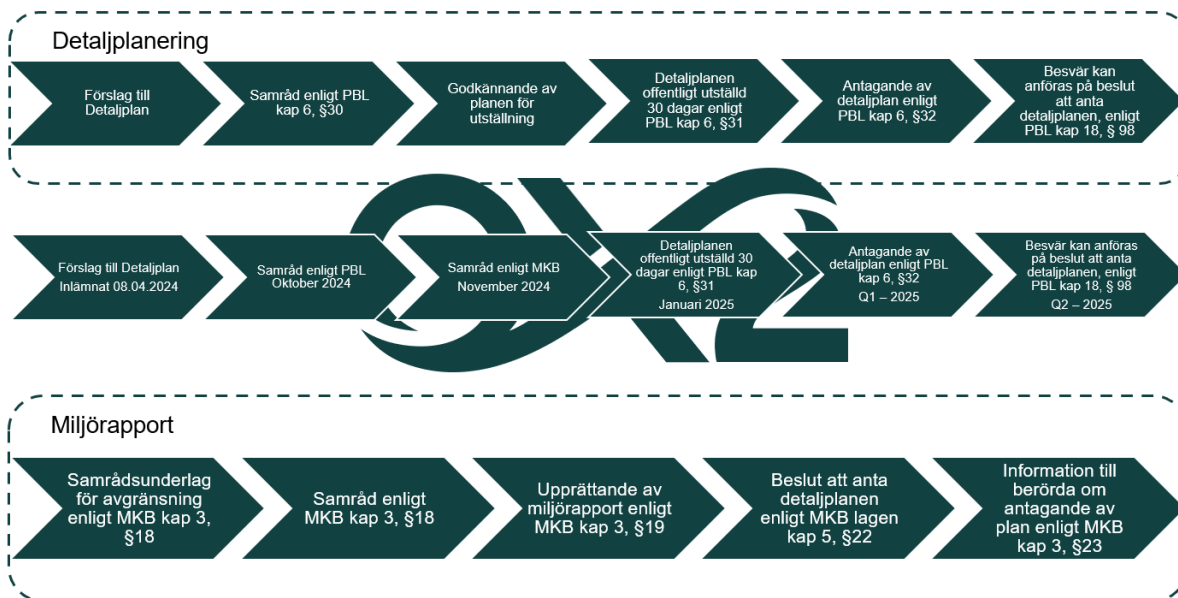 Detaljplanering
Förslag till
Detaljplan
Samråd enligt PBL
kap 6, §30
Godkännande av
planen för
utställning
Detaljplanen
offentligt utställd
30 dagar enligt
PBL kap 6, §31
Antagande av
detaljplan enligt
PBL kap 6, §32
Besvär kan
anföras på beslut
att anta
detaljplanen, enligt
PBL kap 18, § 98
OX2
Förslag till Detaljplan
Inlämnat 08.04.2024
Samråd enligt PBL
Oktober 2024
Samråd enligt MKB
November 2024
Detaljplanen
offentligt utställd 30
dagar enligt PBL kap
6, §31
Januari 2025
Antagande av
detaljplan enligt PBL
kap 6, §32
Q1 – 2025
Besvär kan anföras
på beslut att anta
detaljplanen, enligt
PBL kap 18, § 98
Q2 – 2025
Miljörapport
Samrådsunderlag
för avgränsning
enligt MKB kap 3,
§18
Samråd enligt
MKB kap 3, §18
Upprättande av
miljörapport enligt
MKB kap 3, §19
Beslut att anta
detaljplanen
enligt MKB lagen
kap 5, §22
Information till
berörda om
antagande av
plan enligt MKB
kap 3, §23